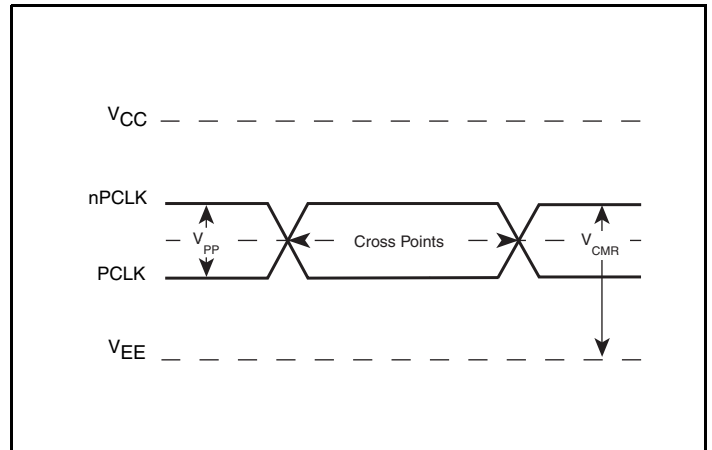 VCC
nPCLK
VPP
Cross Points
VCMR
PCLK
VEE